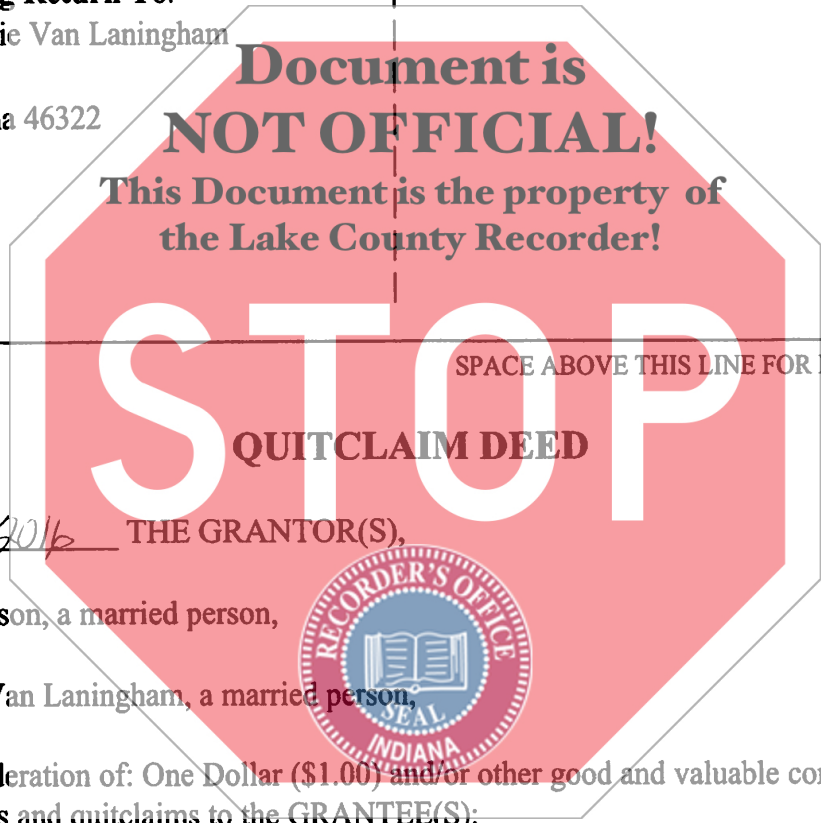 g Return To:
ie Van Laningham
Document is
a 46322
NOT OFFICIAL!
This Document is the property of
the Lake County Recorder!
STOP
SPACE ABOVE THIS LINE FOR
QUITCLAIM DEED
2016 THE GRANTOR(S),
RECORDER'S OFFICE
son, a married person,
Van Laningham, a married person,
SEAL
INDIANA
deration of: One Dollar ($1.00) and/or other good and valuable con
s and quitclaims to the GRANTEE(S):